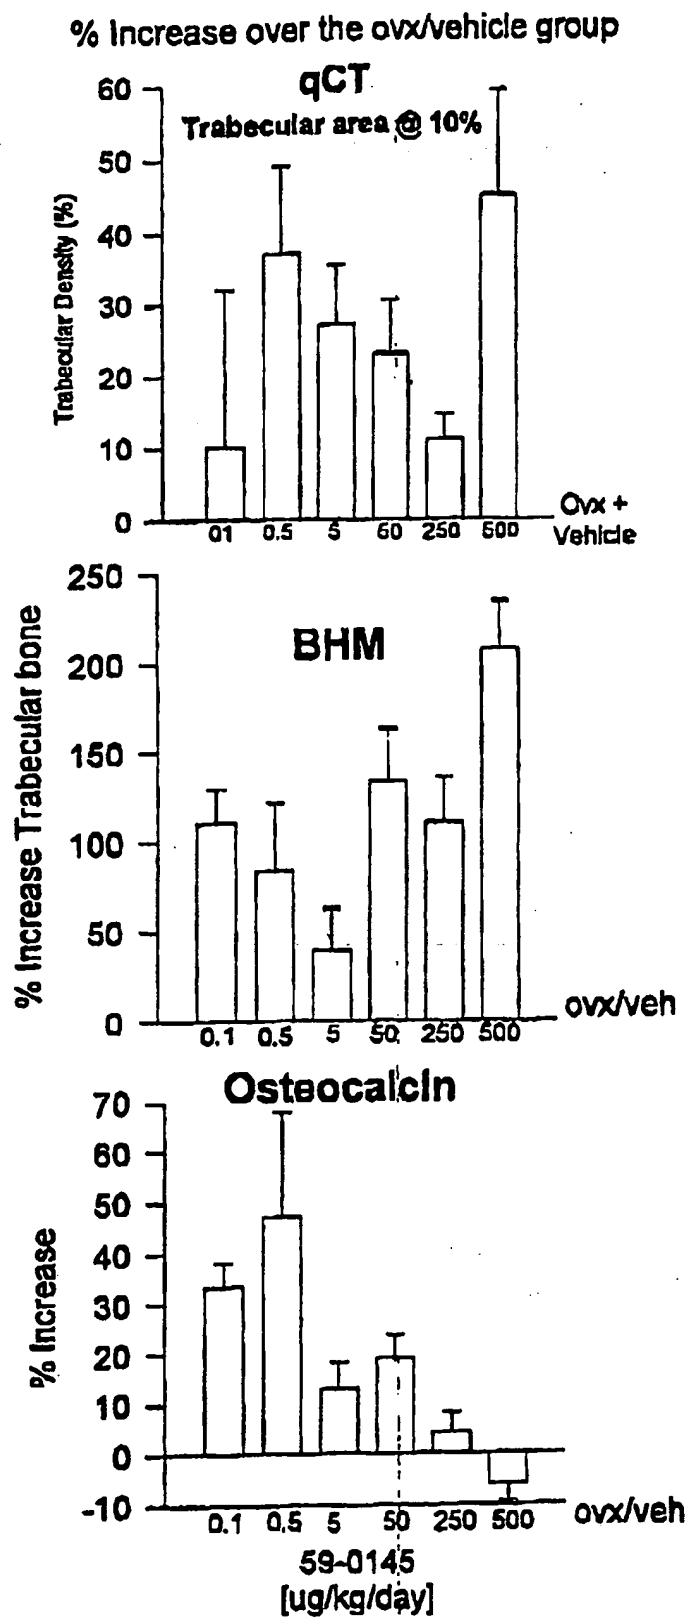 % Increase over the ovx/vehicle group
qCT
Trabecular area @ 10%
Trabecular Density (%)
60
50
40
30
20
10
0
01 0.5 5 60 250 500
Ovx +
Vehicle
BHM
% Increase Trabecular bone
250
200
150
100
50
0
0.1 0.5 5 50 250 500
ovx/veh
Osteocalcin
% Increase
70
60
50
40
30
20
10
0
-10
0.1 0.5 5 50 250 500
ovx/veh
59-0145
[ug/kg/day]